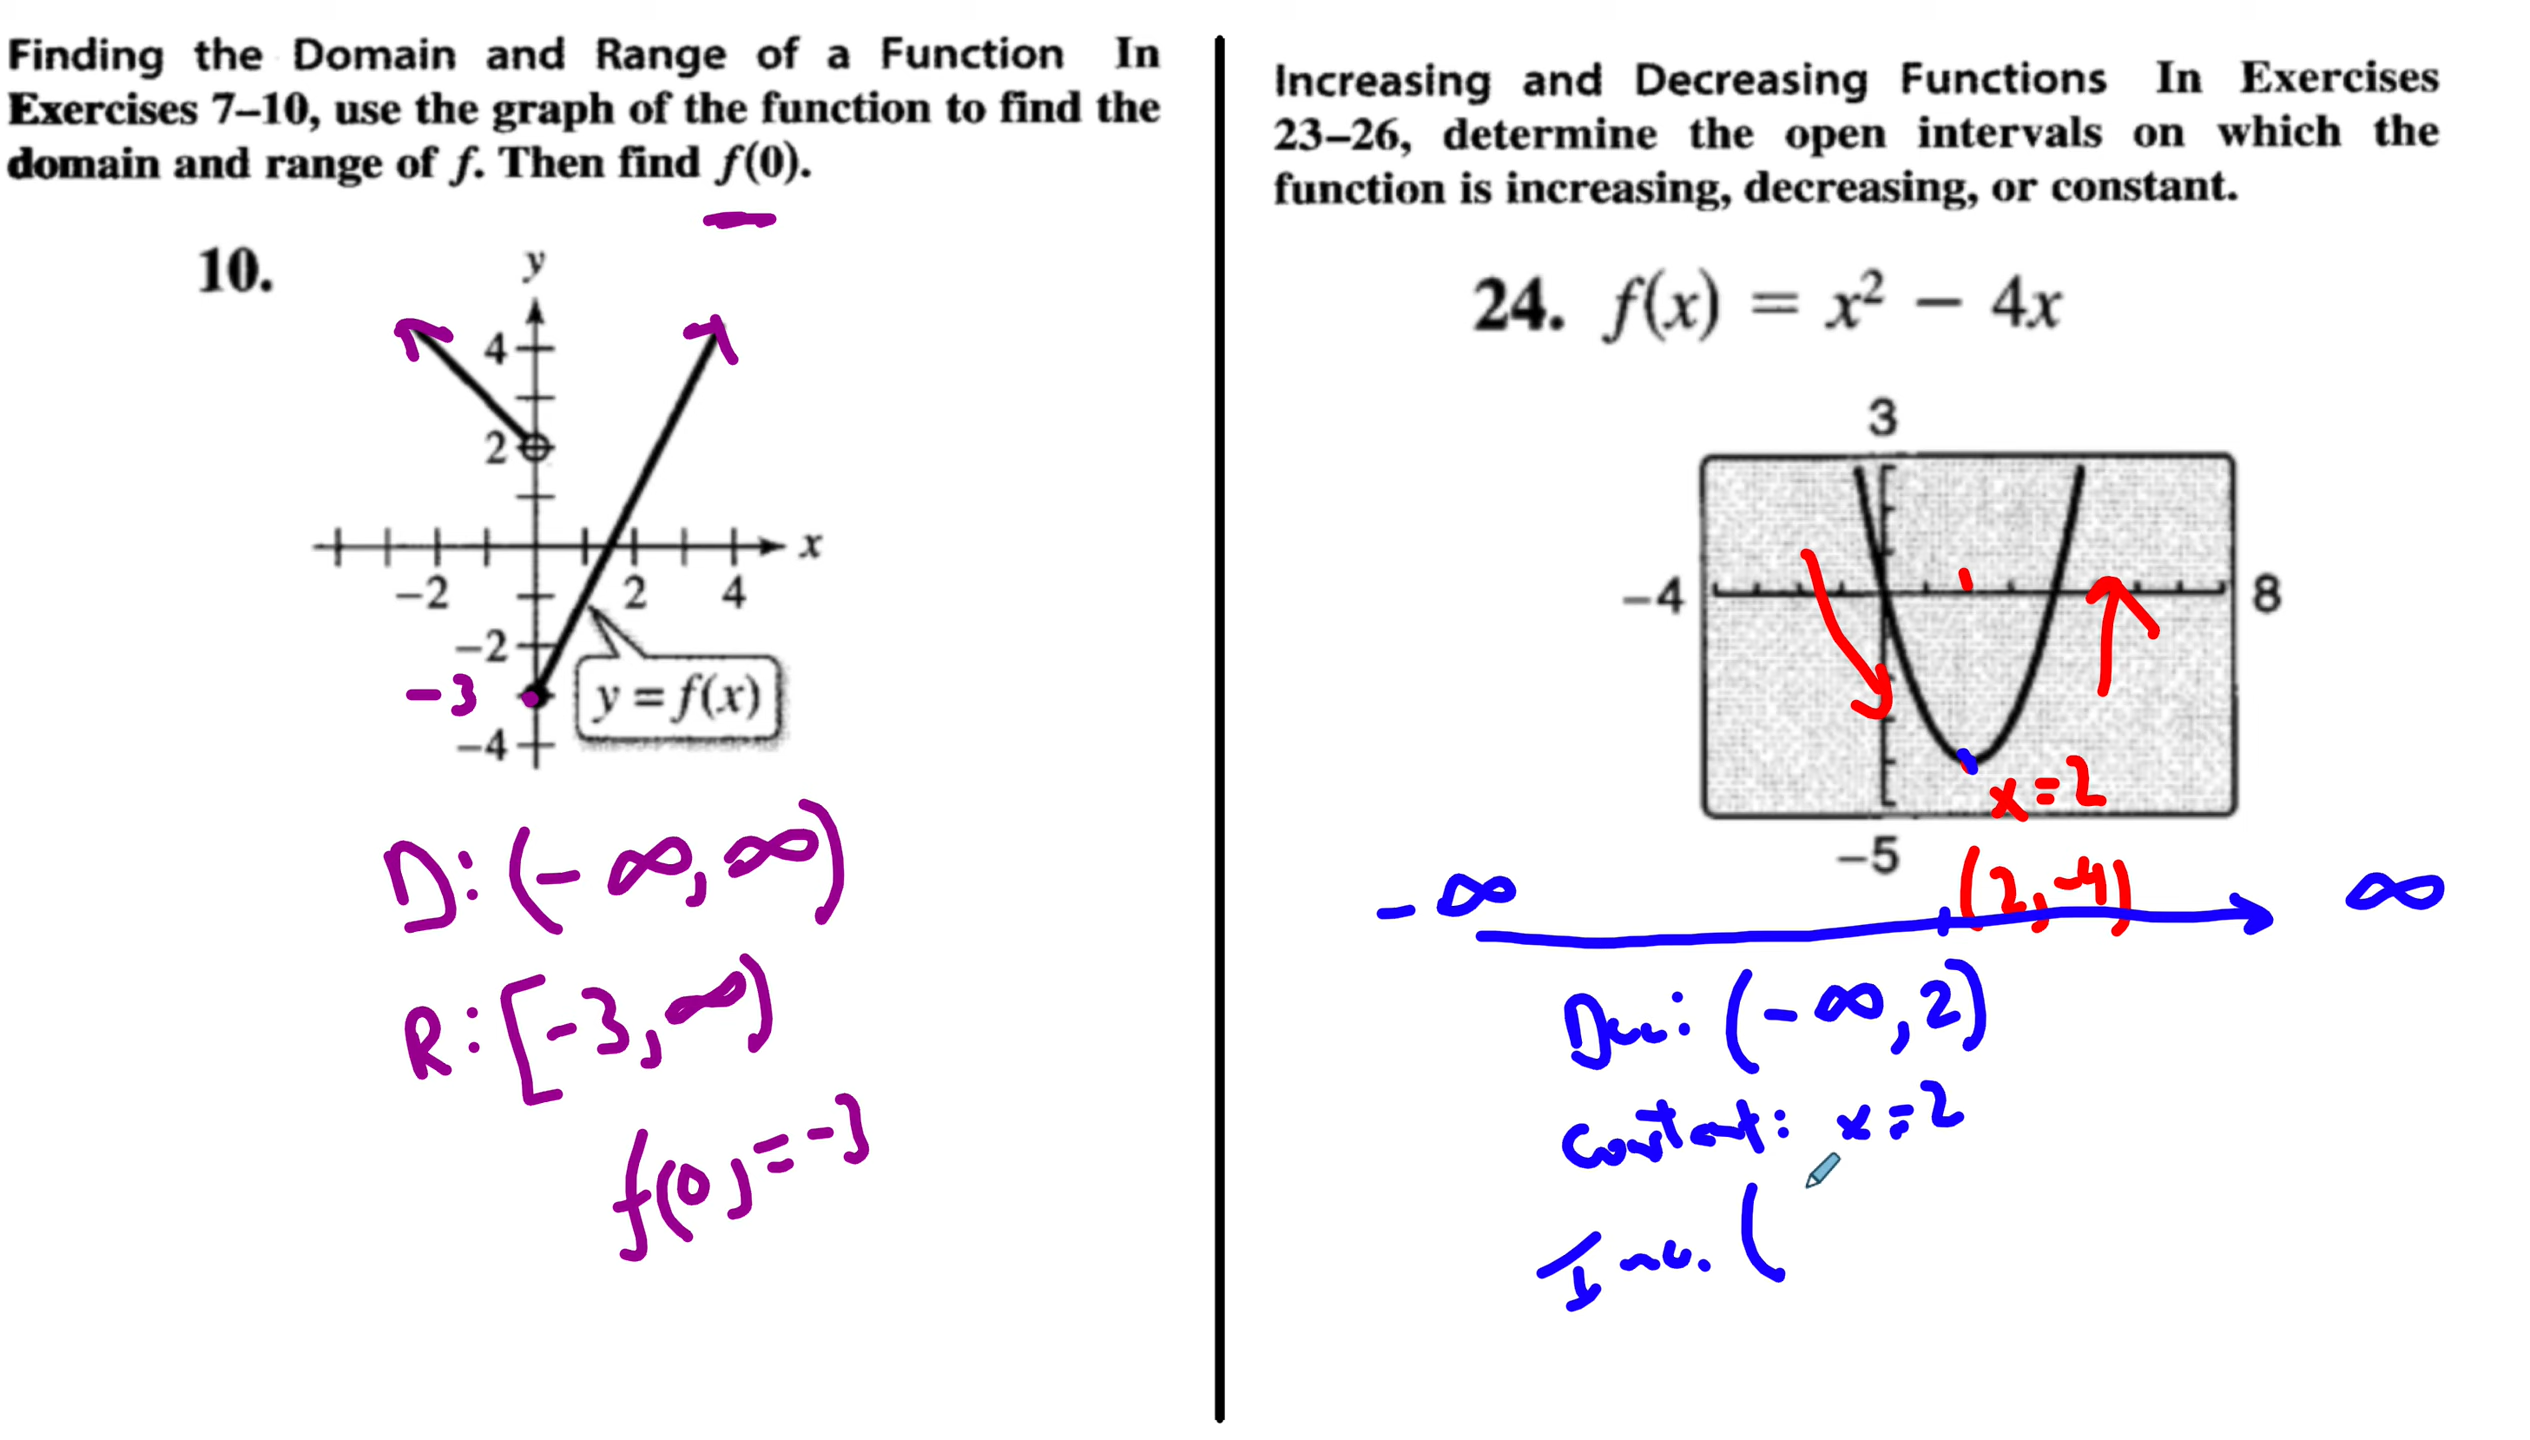 Finding the Domain and Range of a Function In
Exercises 7–10, use the graph of the function to find the
domain and range of f. Then find f(0).
10.
y
4
2
x
−2
2
4
−2
−3
y = f(x)
−4
D: (-∞, ∞)
R: [-3, ∞)
f(0) = -3
Increasing and Decreasing Functions In Exercises
23–26, determine the open intervals on which the
function is increasing, decreasing, or constant.
24. f(x) = x² − 4x
3
−4
8
x=2
−5
(2, -4)
-∞
∞
Dec: (-∞, 2)
Constant: x=2
Inc. (